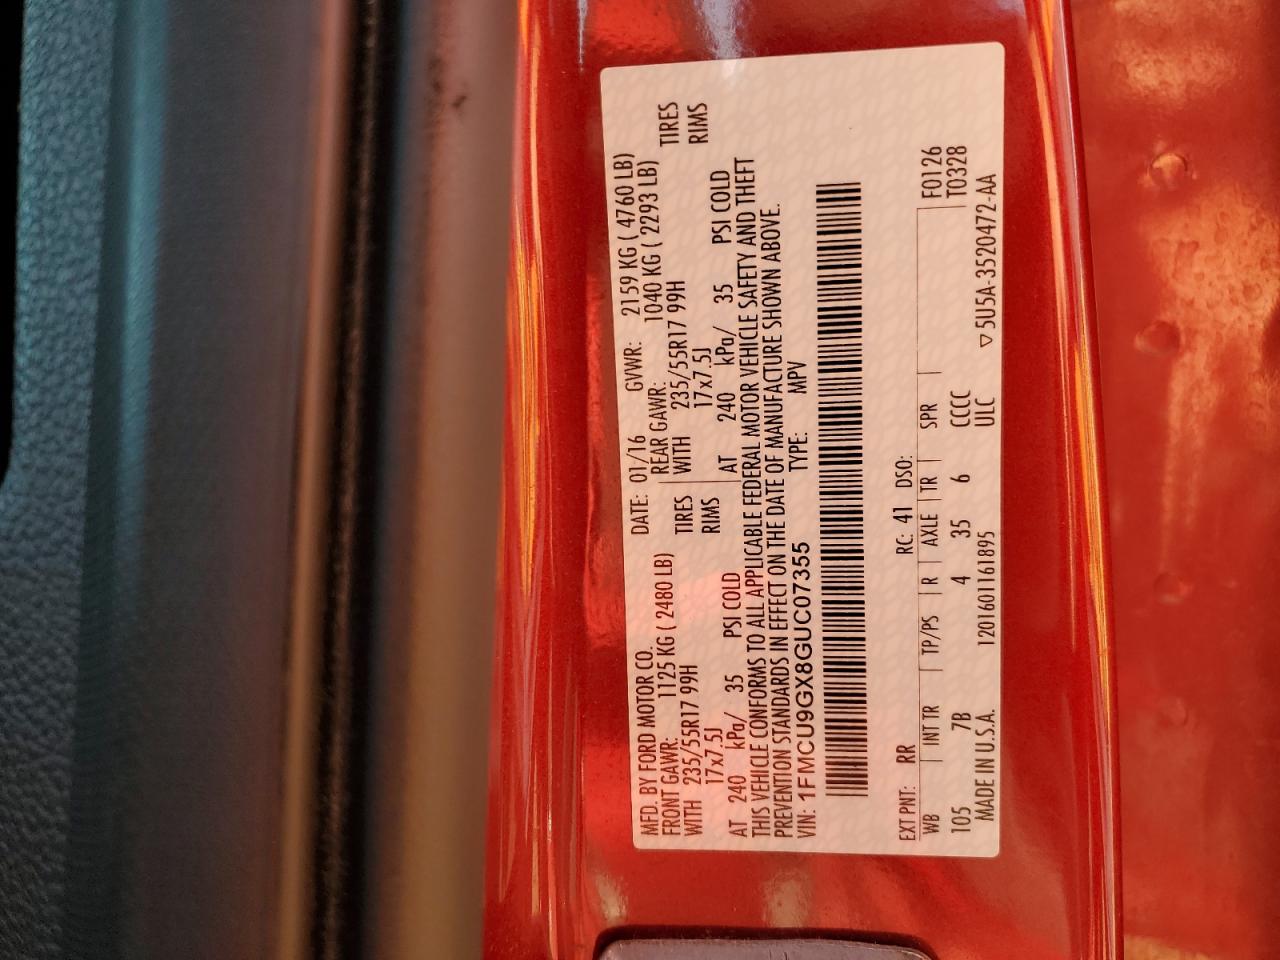 MFD. BY FORD MOTOR CO. DATE: 01/16 GVWR: 2159 KG ( 4760 LB)
FRONT GAWR: 1125 KG ( 2480 LB) REAR GAWR: 1040 KG ( 2293 LB)
WITH 235/55R17 99H TIRES WITH 235/55R17 99H TIRES
17x7.5J RIMS 17x7.5J RIMS
AT 240 kPa/ 35 PSI COLD AT 240 kPa/ 35 PSI COLD
THIS VEHICLE CONFORMS TO ALL APPLICABLE FEDERAL MOTOR VEHICLE SAFETY AND THEFT
PREVENTION STANDARDS IN EFFECT ON THE DATE OF MANUFACTURE SHOWN ABOVE.
VIN: 1FMCU9GX8GUC07355 TYPE: MPV
EXT PNT: RR RC: 41 DSO:
WB INT TR TP/PS R AXLE TR SPR F0126
105 7B 4 35 6 CCCC T0328
MADE IN U.S.A. 1201601161895 ULC ▽5U5A-3520472-AA